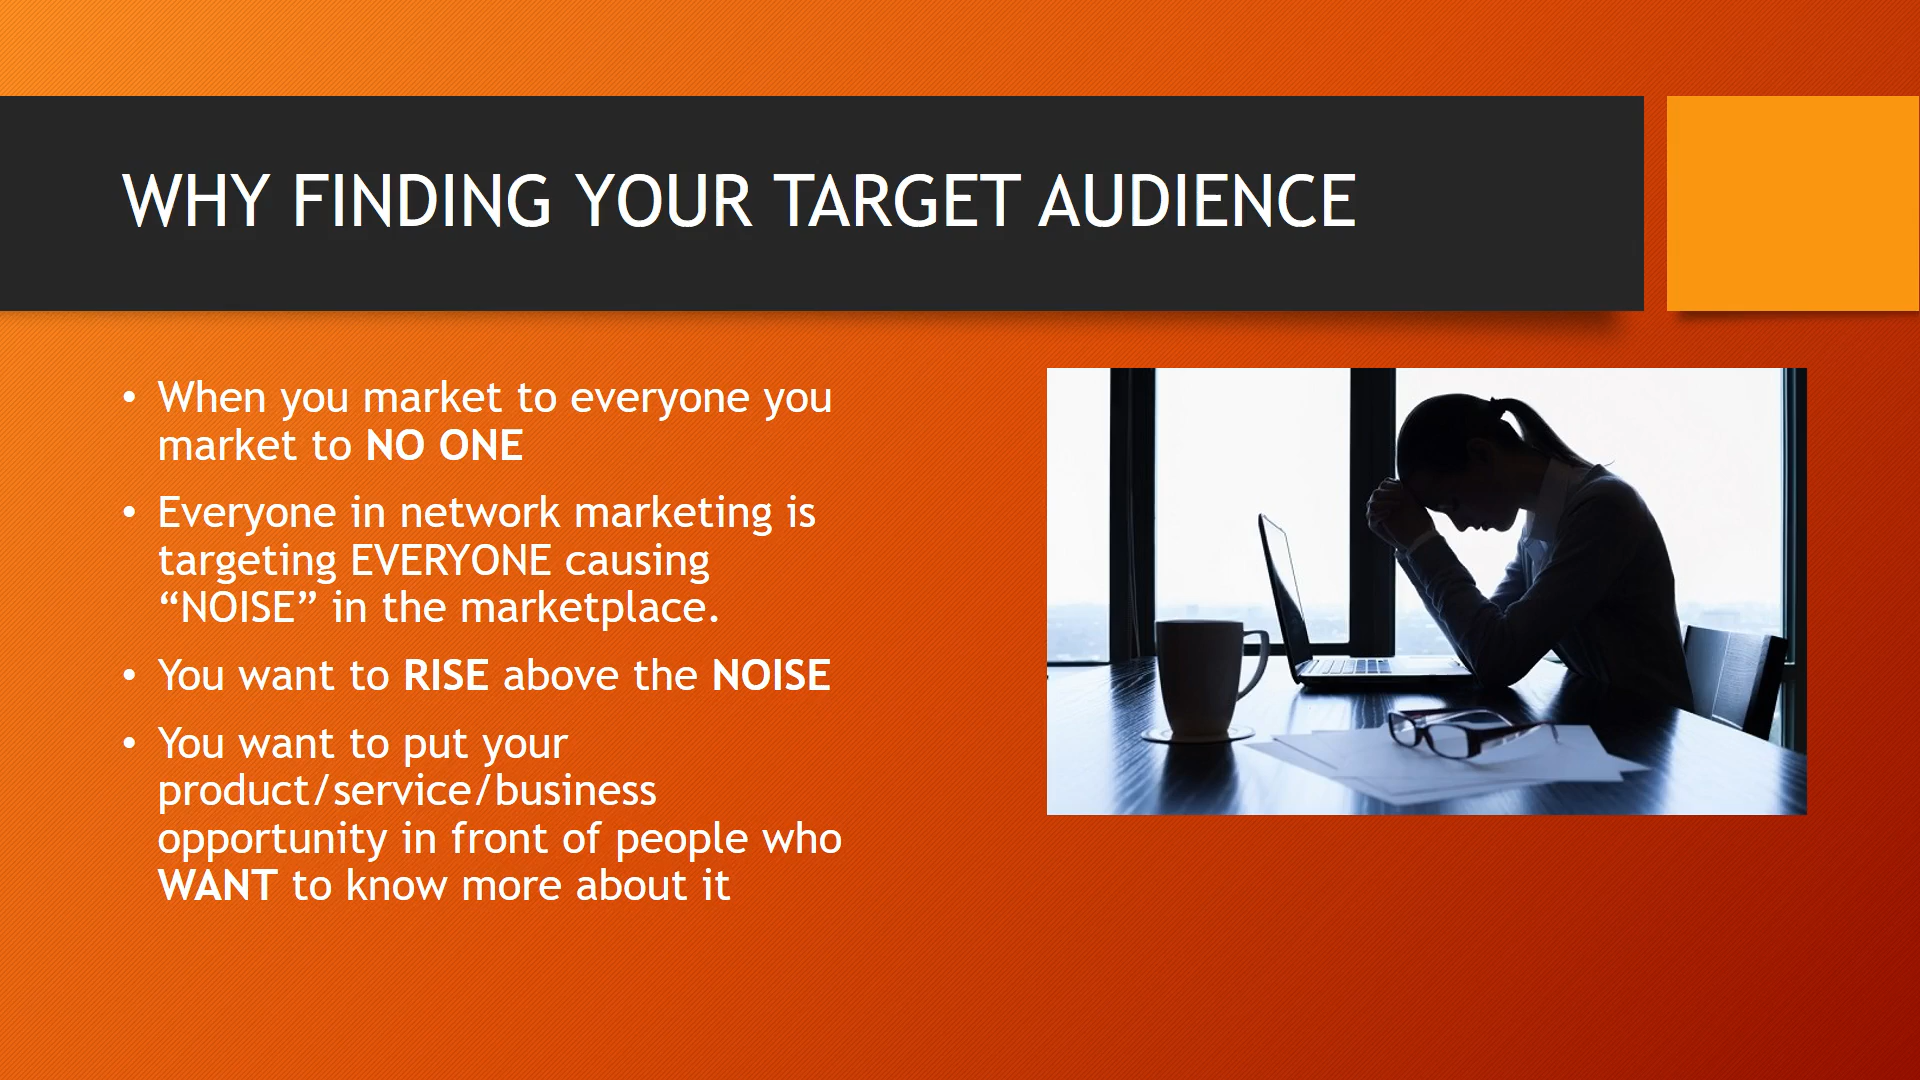 WHY FINDING YOUR TARGET AUDIENCE
• When you market to everyone you
market to NO ONE
• Everyone in network marketing is
targeting EVERYONE causing
“NOISE” in the marketplace.
• You want to RISE above the NOISE
• You want to put your
product/service/business
opportunity in front of people who
WANT to know more about it